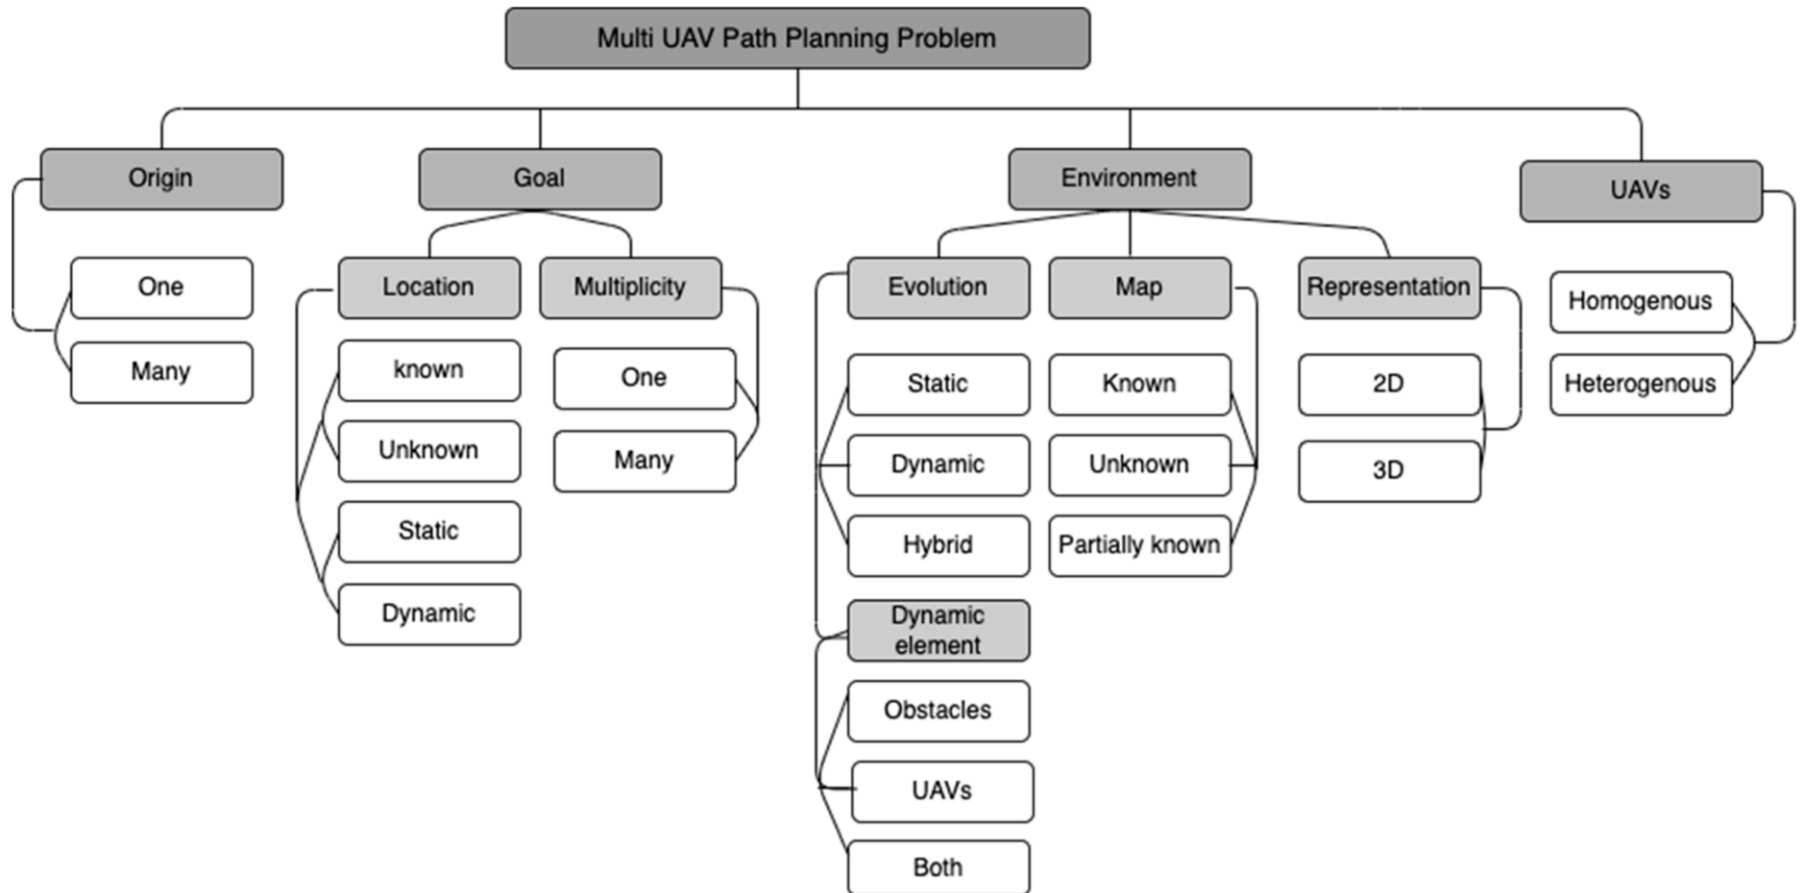 Multi UAV Path Planning Problem
Origin
Goal
Environment
UAVs
One
Many
Location
Multiplicity
known
Unknown
Static
Dynamic
One
Many
Evolution
Map
Representation
Static
Dynamic
Hybrid
Dynamic
element
Obstacles
UAVs
Both
Known
Unknown
Partially known
2D
3D
Homogenous
Heterogenous